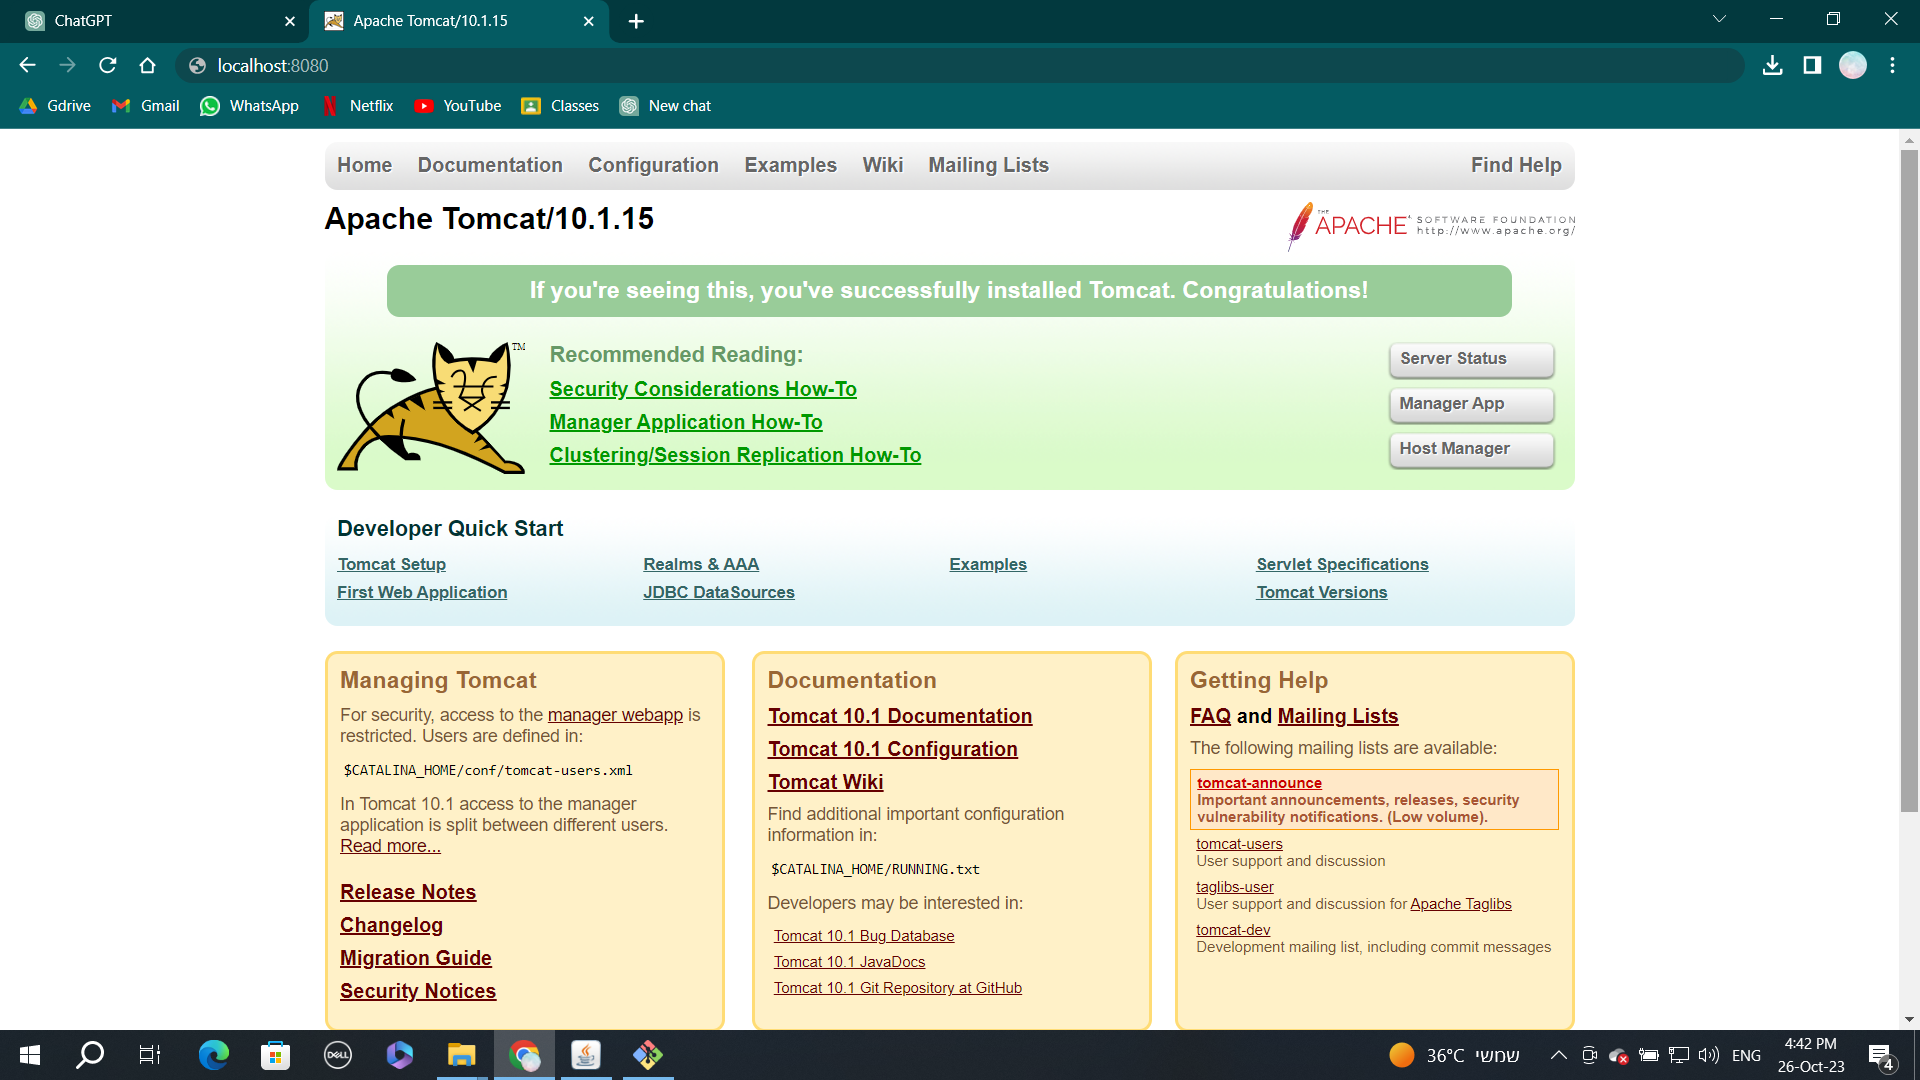 ChatGPT
Apache Tomcat/10.1.15
localhost:8080
Gdrive
Gmail
WhatsApp
Netflix
YouTube
Classes
New chat
Home Documentation Configuration Examples Wiki Mailing Lists Find Help
Apache Tomcat/10.1.15
THE APACHE SOFTWARE FOUNDATION
http://www.apache.org/
If you're seeing this, you've successfully installed Tomcat. Congratulations!
TM
Recommended Reading:
Security Considerations How-To
Manager Application How-To
Clustering/Session Replication How-To
Server Status
Manager App
Host Manager
Developer Quick Start
Tomcat Setup
First Web Application
Realms & AAA
JDBC DataSources
Examples
Servlet Specifications
Tomcat Versions
Managing Tomcat
For security, access to the manager webapp is
restricted. Users are defined in:
$CATALINA_HOME/conf/tomcat-users.xml
In Tomcat 10.1 access to the manager
application is split between different users.
Read more...
Release Notes
Changelog
Migration Guide
Security Notices
Documentation
Tomcat 10.1 Documentation
Tomcat 10.1 Configuration
Tomcat Wiki
Find additional important configuration
information in:
$CATALINA_HOME/RUNNING.txt
Developers may be interested in:
Tomcat 10.1 Bug Database
Tomcat 10.1 JavaDocs
Tomcat 10.1 Git Repository at GitHub
Getting Help
FAQ and Mailing Lists
The following mailing lists are available:
tomcat-announce
Important announcements, releases, security
vulnerability notifications. (Low volume).
tomcat-users
User support and discussion
taglibs-user
User support and discussion for Apache Taglibs
tomcat-dev
Development mailing list, including commit messages
DELL
36°C שמשי
ENG
4:42 PM
26-Oct-23
4